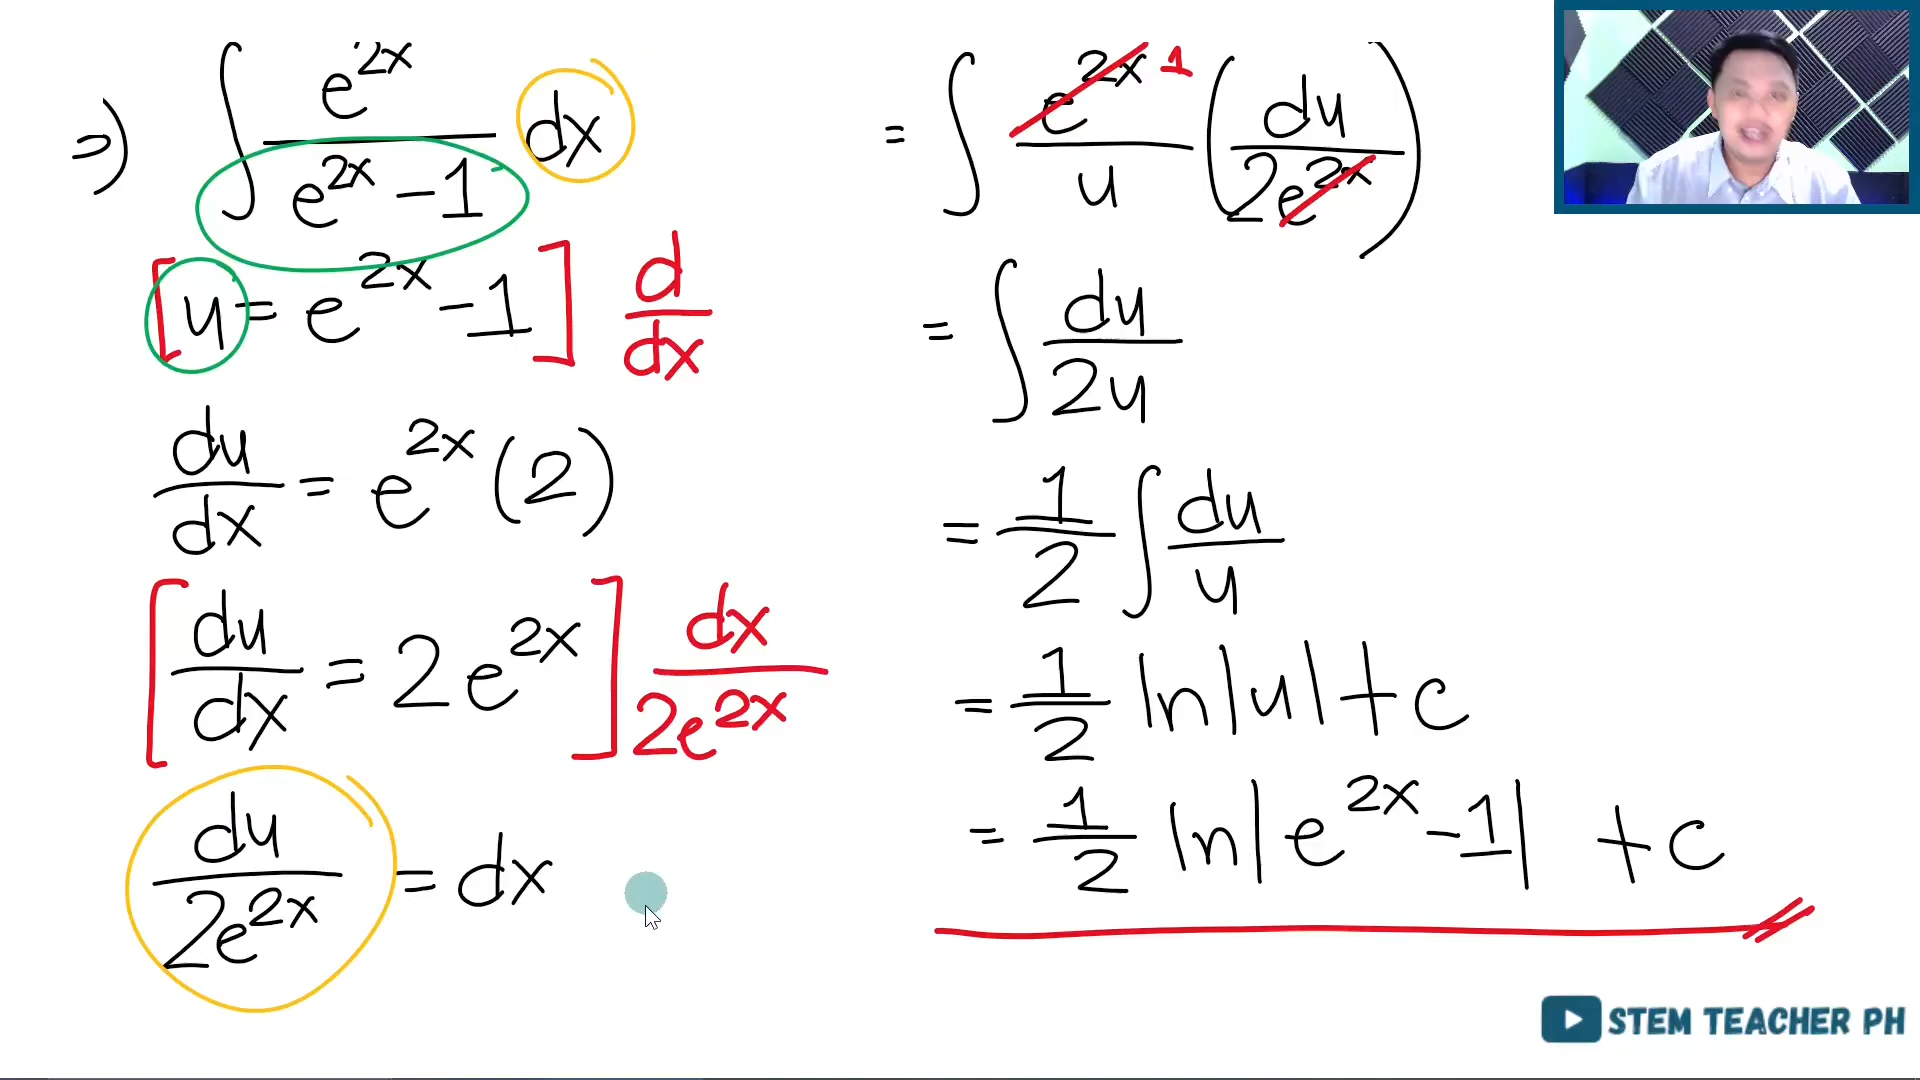 ⇒) ∫ e^{2x} / (e^{2x} - 1) dx
[u = e^{2x} - 1] d/dx
du/dx = e^{2x} (2)
[du/dx = 2e^{2x}] dx/2e^{2x}
du/2e^{2x} = dx
= ∫ e^{2x} 1 / u (du/2e^{2x})
= ∫ du/2u
= 1/2 ∫ du/u
= 1/2 ln|u| + c
= 1/2 ln|e^{2x} - 1| + c
STEM TEACHER PH